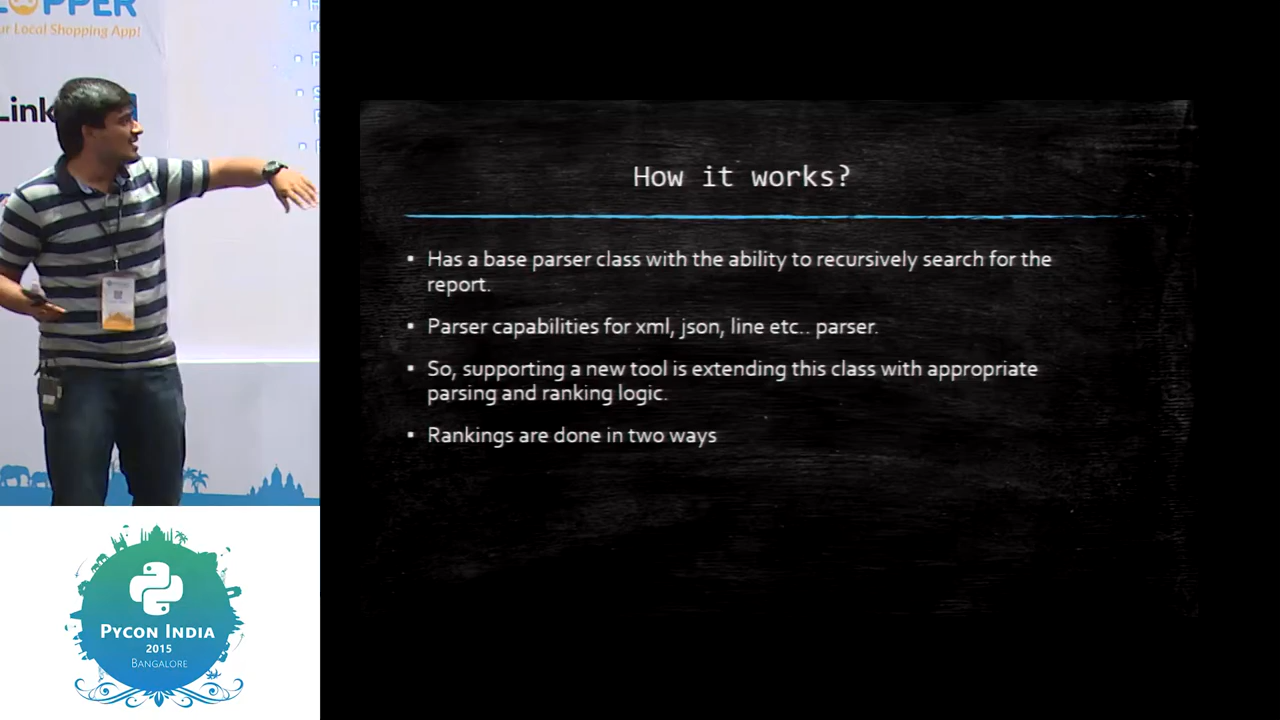 OPPER
ur Local Shopping App!
Link
How it works?
▪ Has a base parser class with the ability to recursively search for the
report.
▪ Parser capabilities for xml, json, line etc.. parser.
▪ So, supporting a new tool is extending this class with appropriate
parsing and ranking logic.
▪ Rankings are done in two ways
PYCON INDIA
2015
BANGALORE